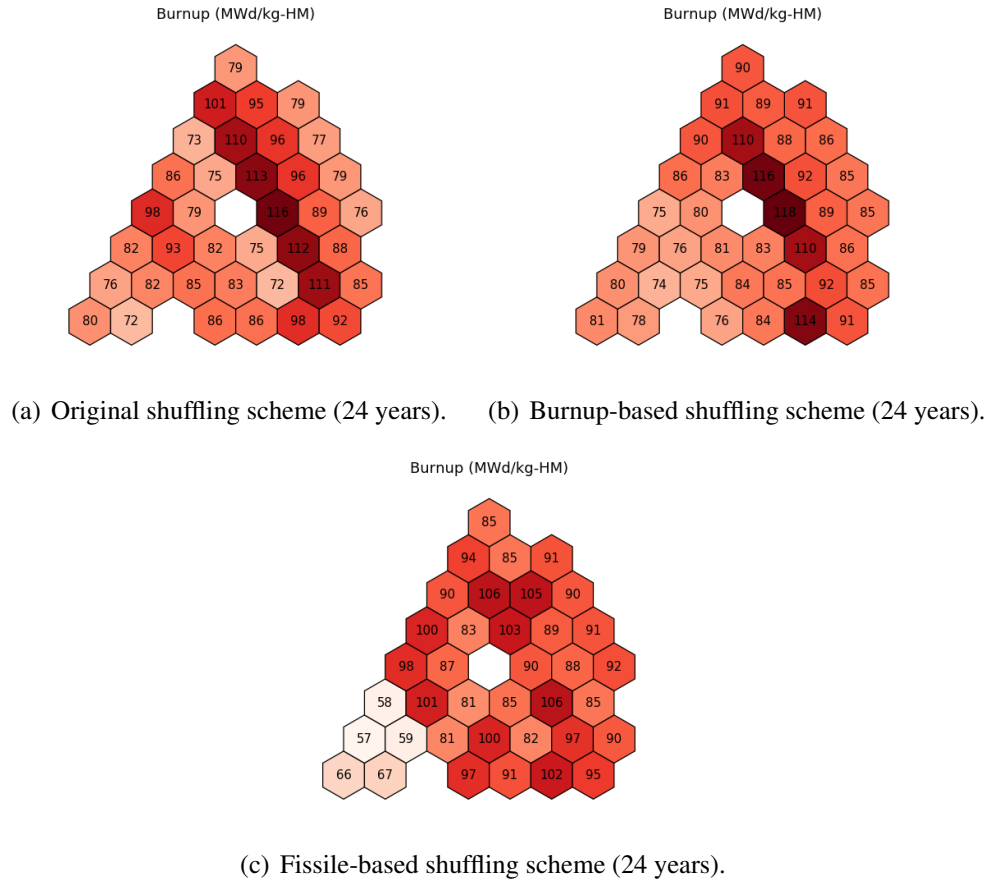 Burnup (MWd/kg-HM)
79
101 95 79
73 110 96 77
86 75 113 96 79
98 79 116 89 76
82 93 82 75 112 88
76 82 85 83 72 111 85
80 72 86 86 98 92
(a) Original shuffling scheme (24 years).
Burnup (MWd/kg-HM)
90
91 89 91
90 110 88 86
86 83 116 92 85
75 80 118 89 85
79 76 81 83 110 86
80 74 75 84 85 92 85
81 78 76 84 114 91
(b) Burnup-based shuffling scheme (24 years).
Burnup (MWd/kg-HM)
85
94 85 91
90 106 105 90
100 83 103 89 91
98 87 90 88 92
58 101 81 85 106 85
57 59 81 100 82 97 90
66 67 97 91 102 95
(c) Fissile-based shuffling scheme (24 years).